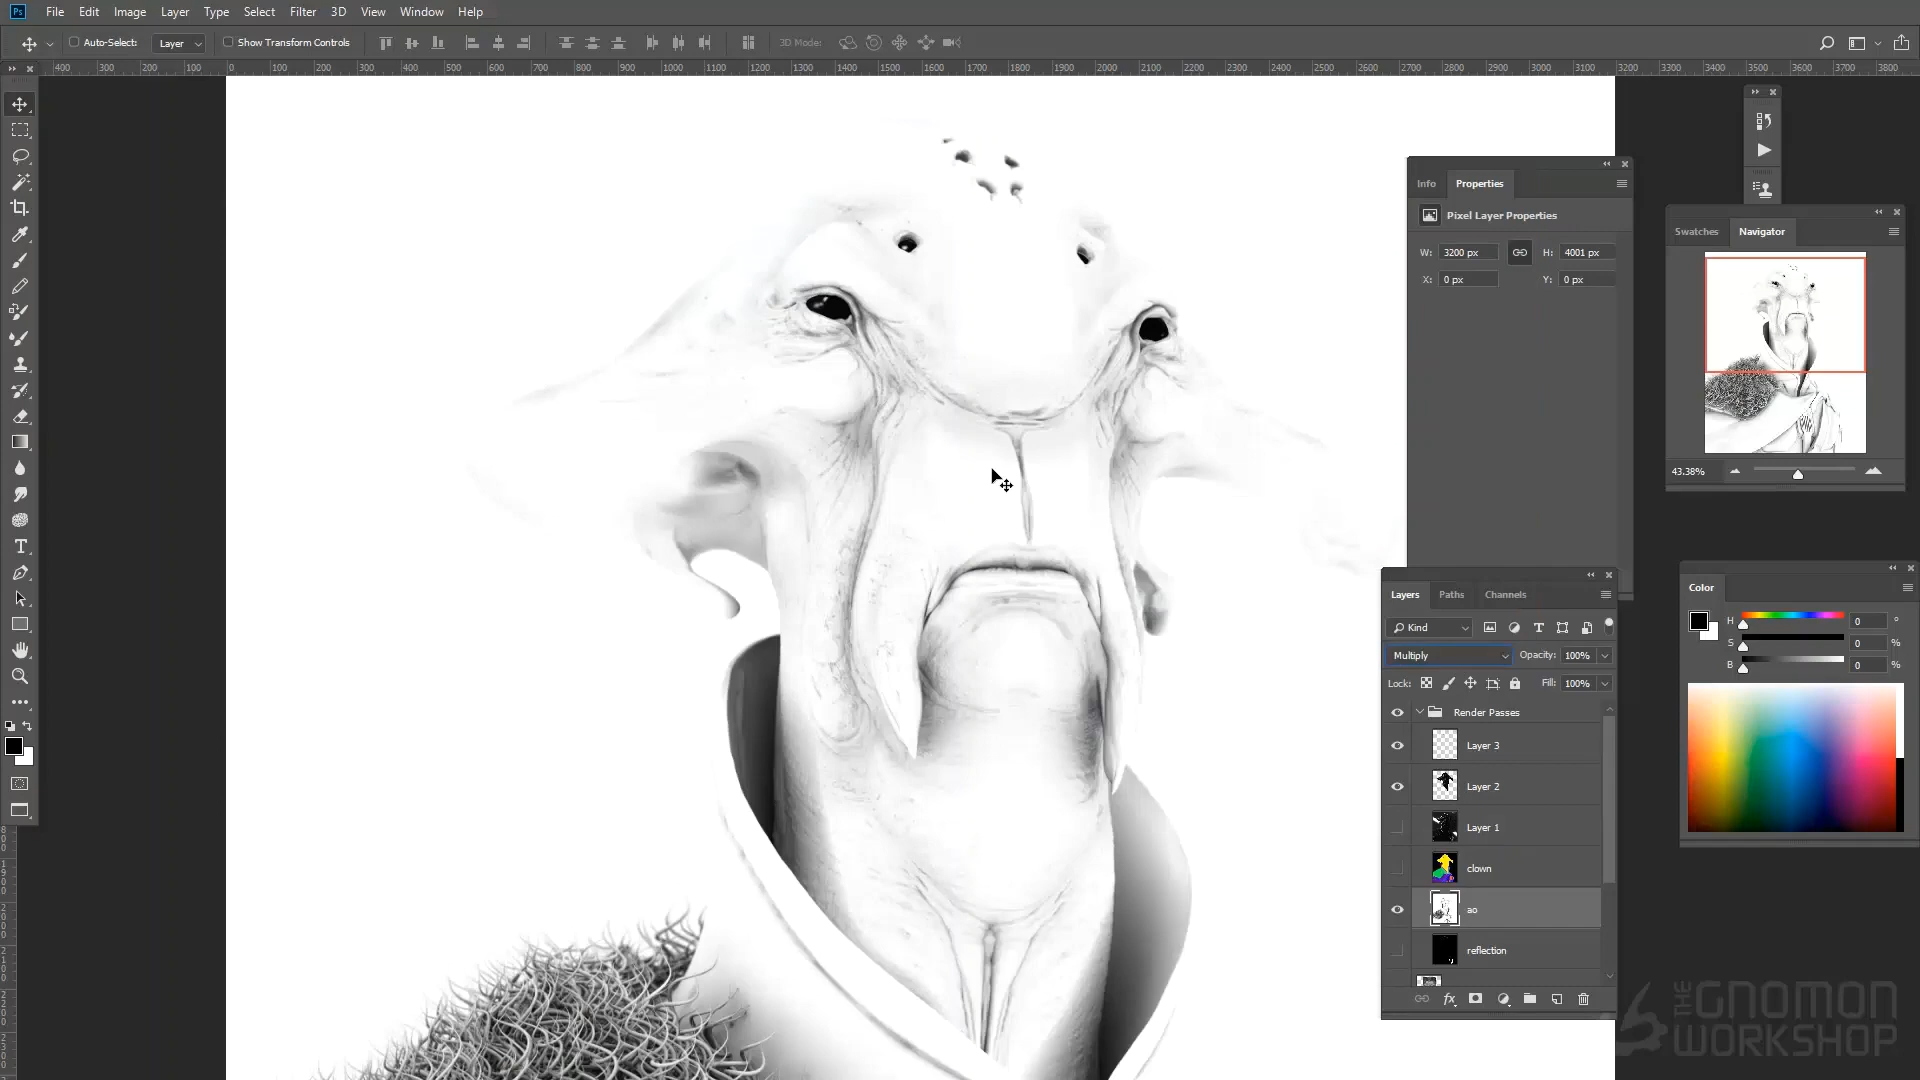 Ps File Edit Image Layer Type Select Filter 3D View Window Help
Auto-Select: Layer Show Transform Controls 3D Mode:
400 300 200 100 0 100 200 300 400 500 600 700 800 900 1000 1100 1200 1300 1400 1500 1600 1700 1800 1900 2000 2100 2200 2300 2400 2500 2600 2700 2800 2900 3000 3100 3200 3300 3400 3500 3600 3700 3800
Info Properties
Pixel Layer Properties
W: 3200 px H: 4001 px
X: 0 px Y: 0 px
Swatches Navigator
43.38%
Color
H 0 °
S 0 %
B 0 %
Layers Paths Channels
Kind
Multiply Opacity: 100%
Lock: Fill: 100%
Render Passes
Layer 3
Layer 2
Layer 1
clown
ao
reflection
fx
THE GNOMON WORKSHOP